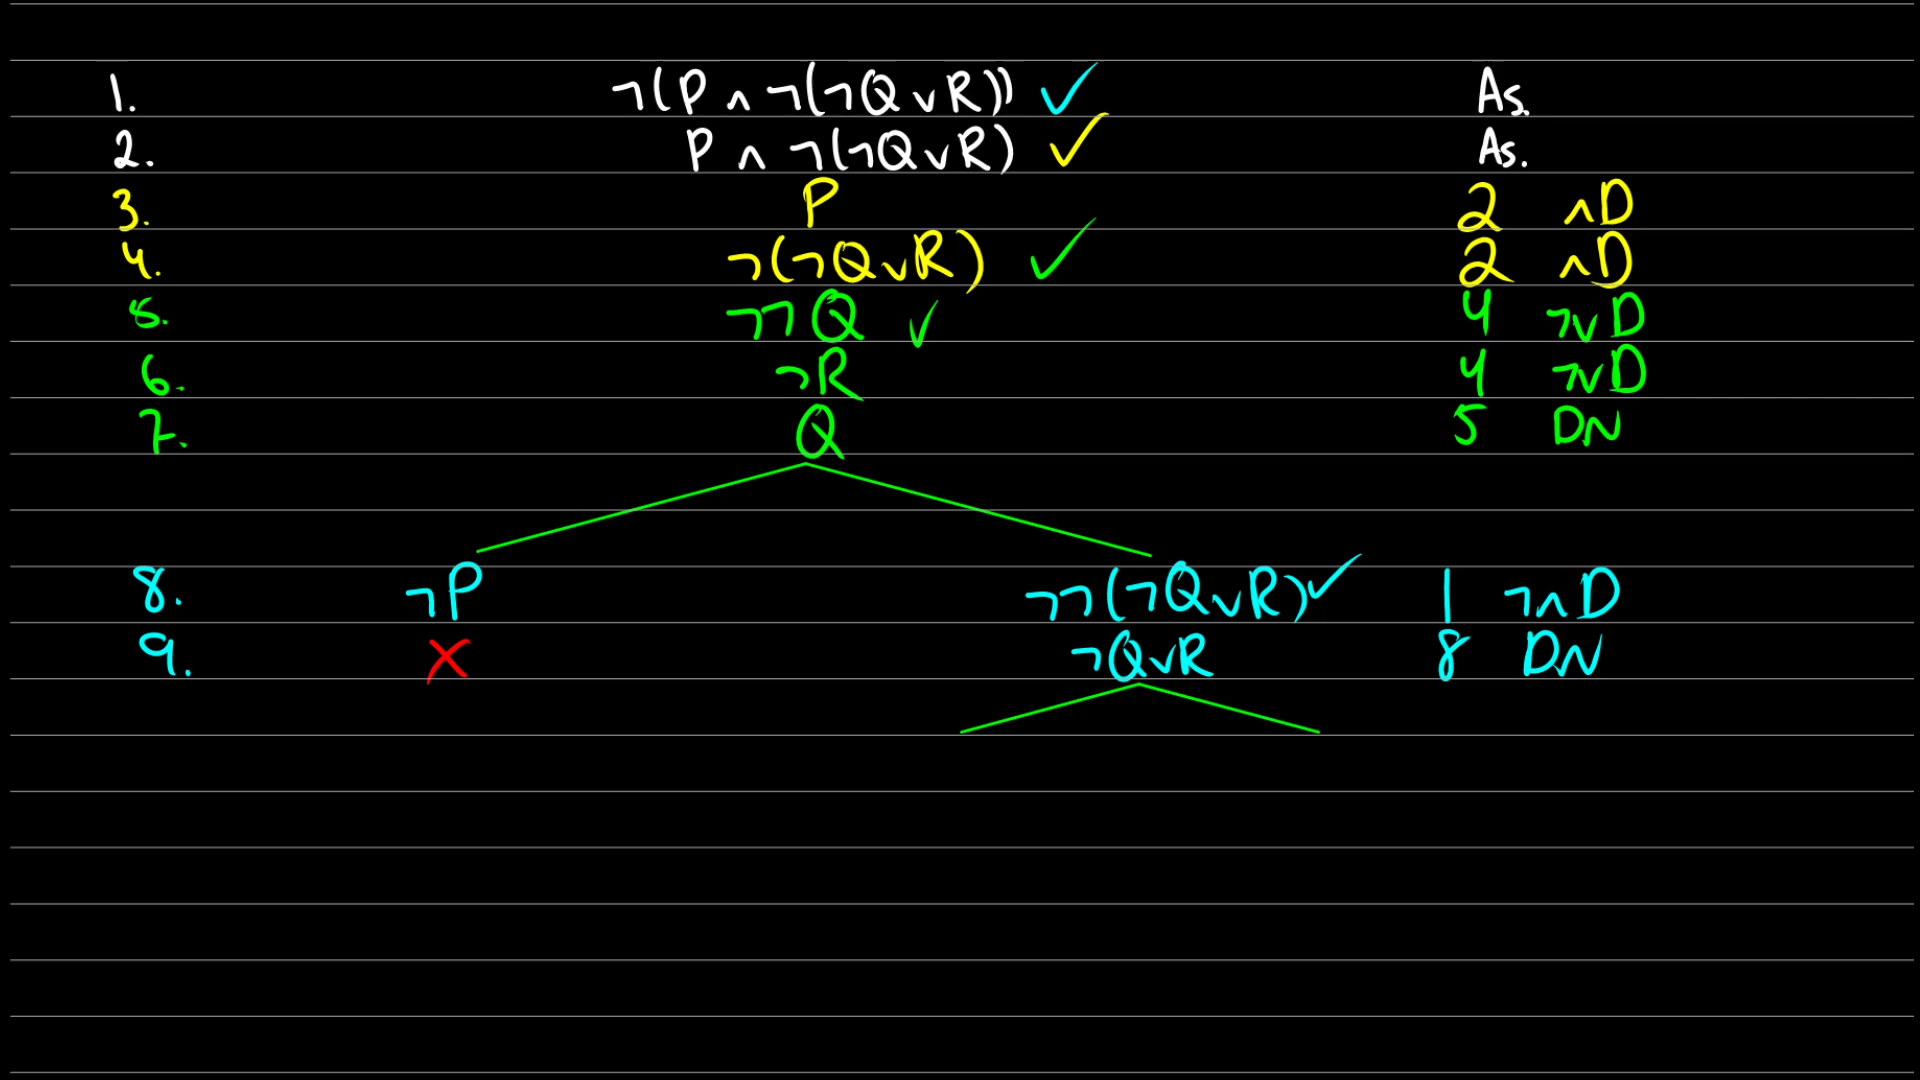 1. ¬(P ∧ ¬(¬Q ∨ R)) ✓ As.
2. P ∧ ¬(¬Q ∨ R) ✓ As.
3. P 2 ∧D
4. ¬(¬Q ∨ R) ✓ 2 ∧D
5. ¬¬Q ✓ 4 ¬∨D
6. ¬R 4 ¬∨D
7. Q 5 DN
8. ¬P ¬¬(¬Q ∨ R) ✓ 1 ¬∧D
9. X ¬Q ∨ R 8 DN